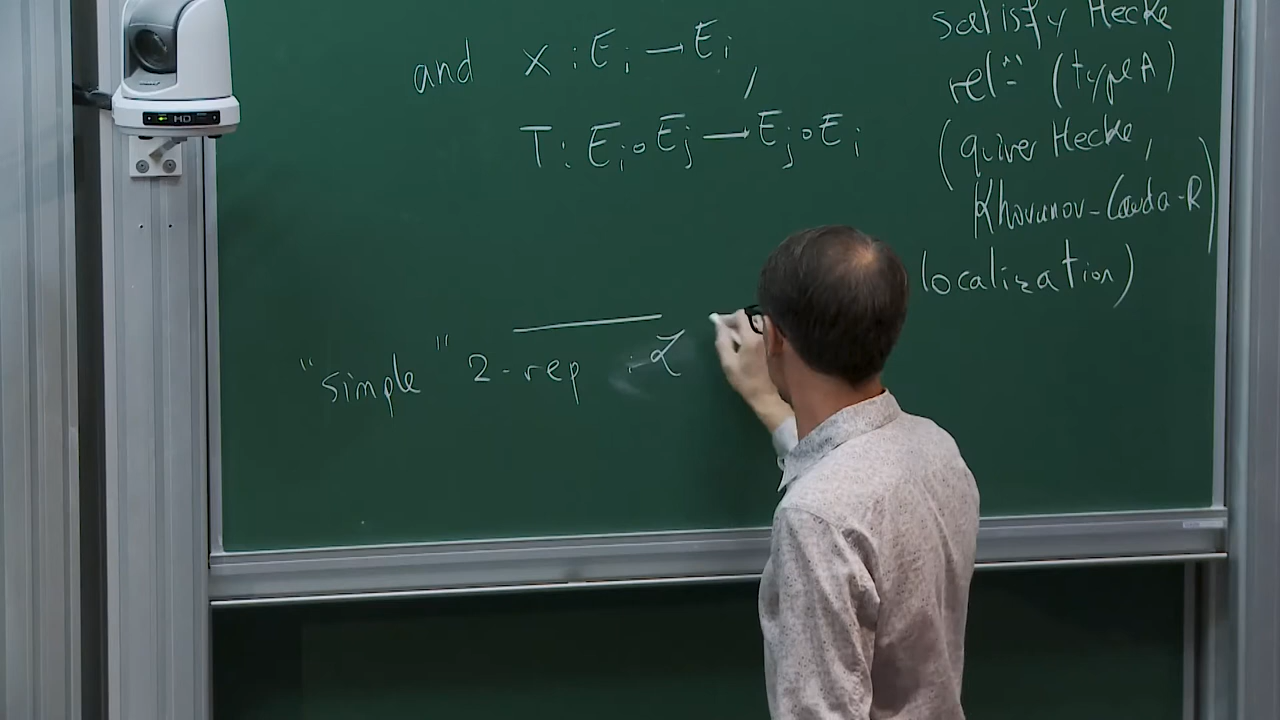 and X : E_i → E_i ,
T : E_i ∘ E_j → E_j ∘ E_i
satisfy Hecke
rel^ns (type A)
(quiver Hecke,
Khovanov-Lauda-R)
localization)
"simple" 2-rep : L
HD